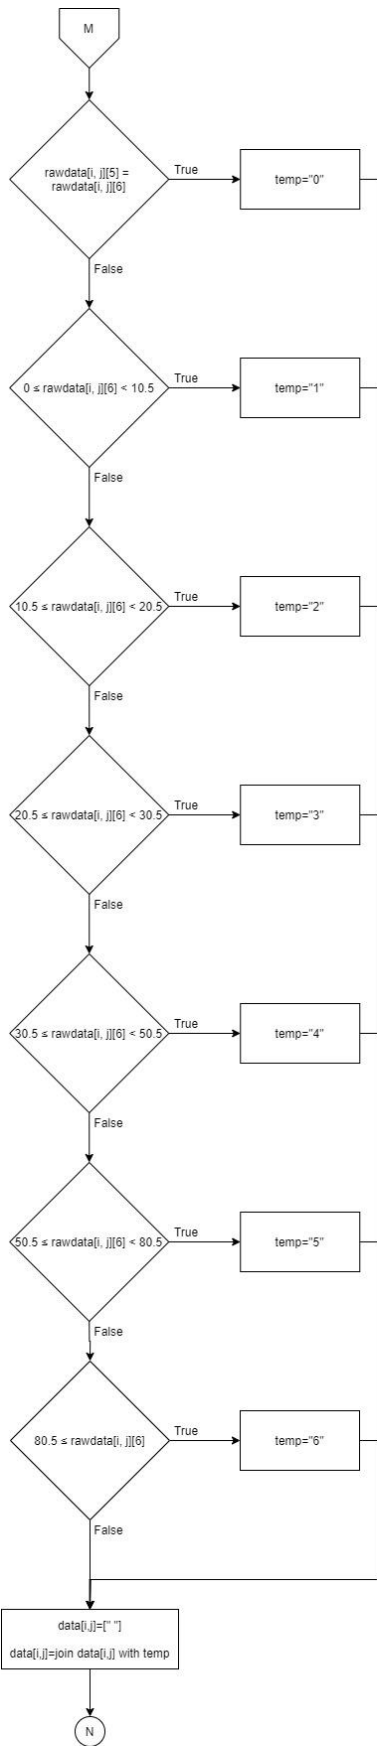 M
rawdata[i, j][5] =
rawdata[i, j][6]
True
temp="0"
False
0 ≤ rawdata[i, j][6] < 10.5
True
temp="1"
False
10.5 ≤ rawdata[i, j][6] < 20.5
True
temp="2"
False
20.5 ≤ rawdata[i, j][6] < 30.5
True
temp="3"
False
30.5 ≤ rawdata[i, j][6] < 50.5
True
temp="4"
False
50.5 ≤ rawdata[i, j][6] < 80.5
True
temp="5"
False
80.5 ≤ rawdata[i, j][6]
True
temp="6"
False
data[i,j]=[" "]
data[i,j]=join data[i,j] with temp
N